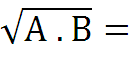 √A . B =